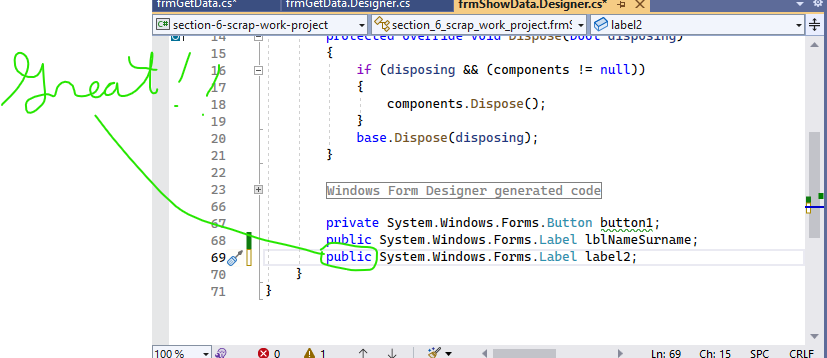 frmGetData.cs*
frmGetData.Designer.cs
frmShowData.Designer.cs*
section-6-scrap-work-project
section_6_scrap_work_project.frmS
label2
14 protected override void Dispose(bool disposing)
15 {
16 if (disposing && (components != null))
17 {
18 components.Dispose();
19 }
20 base.Dispose(disposing);
21 }
22
23 Windows Form Designer generated code
66
67 private System.Windows.Forms.Button button1;
68 public System.Windows.Forms.Label lblNameSurname;
69 public System.Windows.Forms.Label label2;
70 }
71 }
Great!!
100 % 0 1 Ln: 69 Ch: 15 SPC CRLF